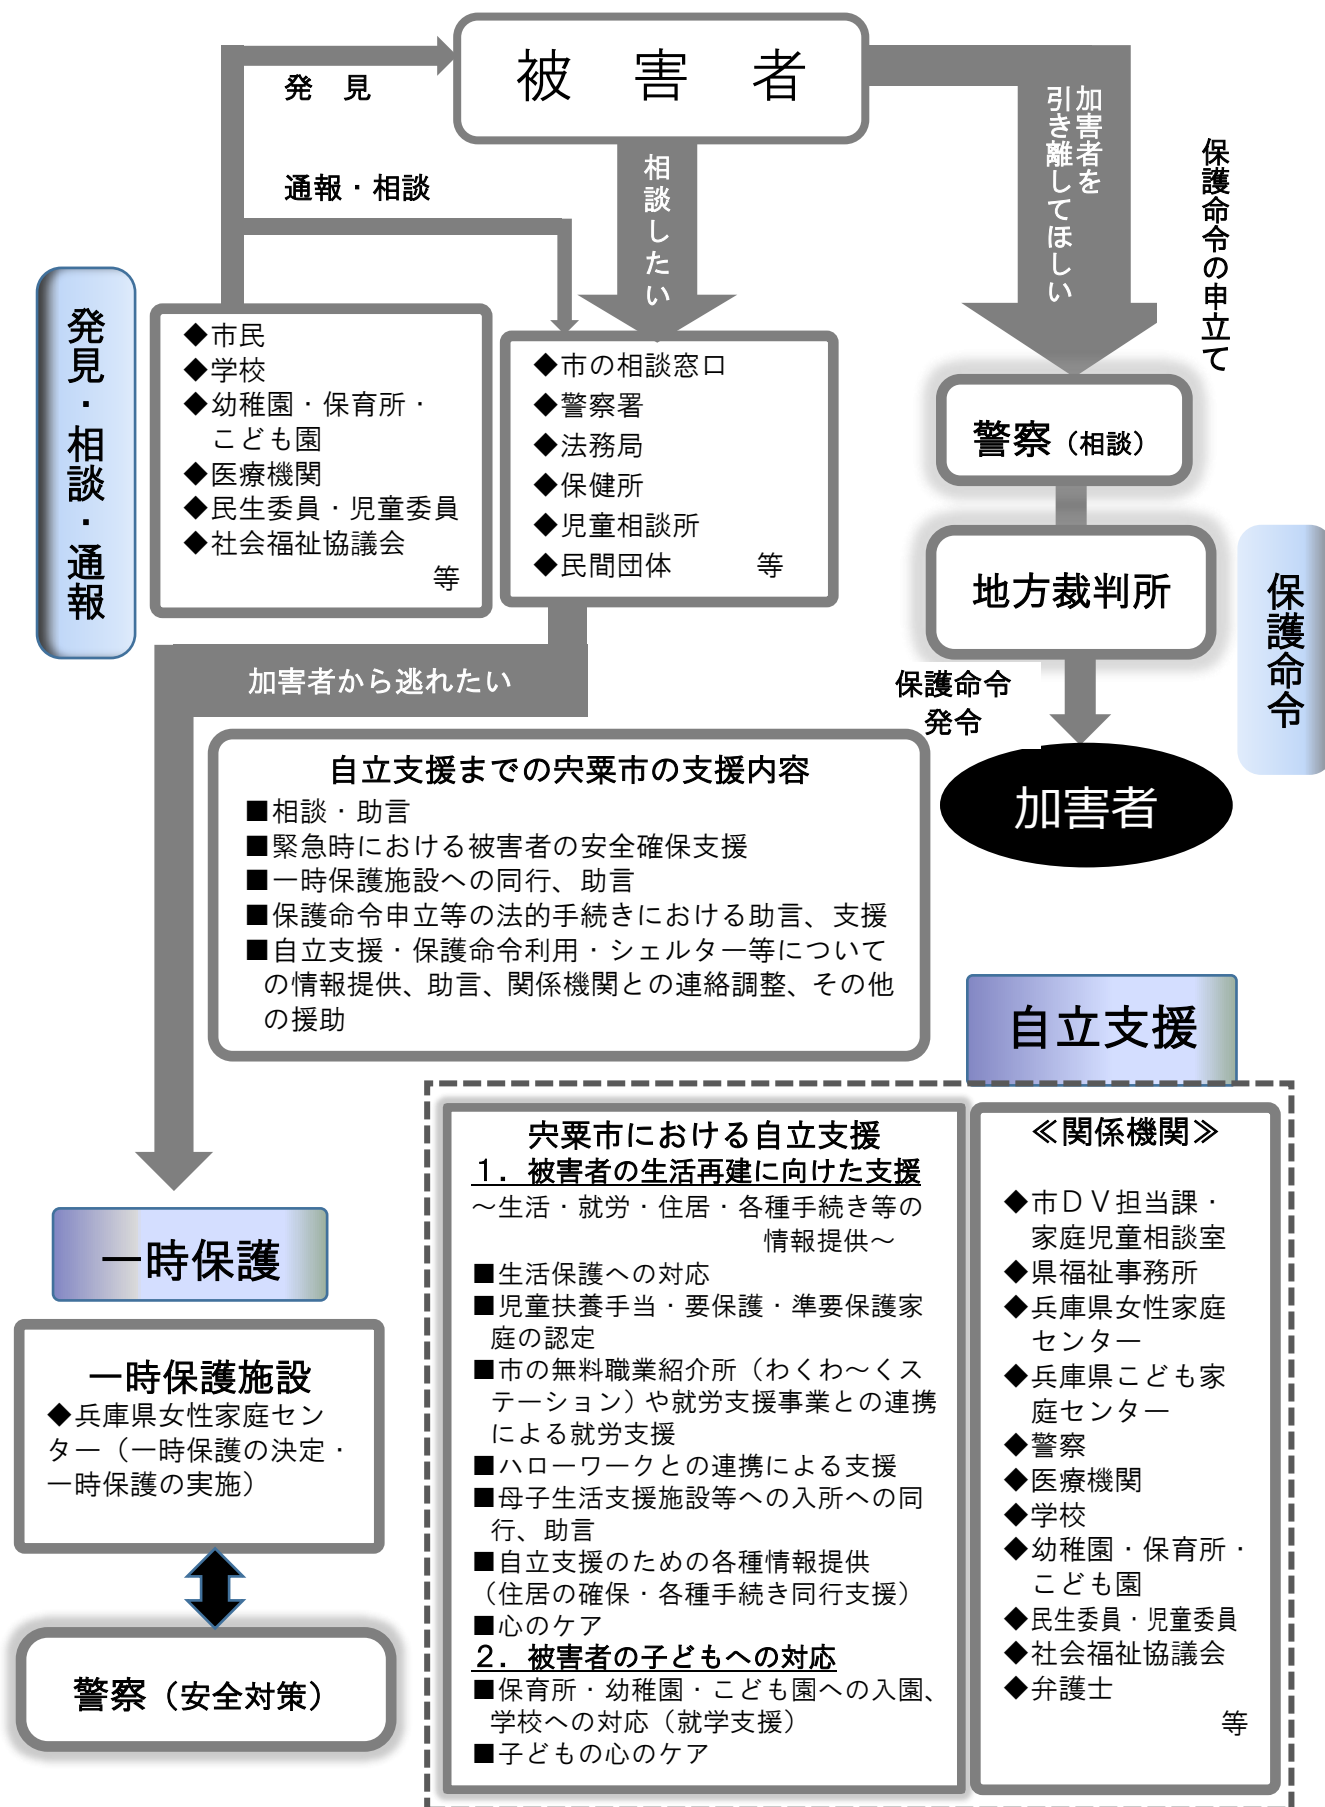 被　害　者
発　見
通報・相談
相談したい
加害者を
引き離してほしい
保護命令の申立て
発見・相談・通報
◆市民
◆学校
◆幼稚園・保育所・
こども園
◆医療機関
◆民生委員・児童委員
◆社会福祉協議会
等
◆市の相談窓口
◆警察署
◆法務局
◆保健所
◆児童相談所
◆民間団体　　　等
警察（相談）
地方裁判所
保護命令
保護命令
発令
加害者
加害者から逃れたい
自立支援までの宍粟市の支援内容
■相談・助言
■緊急時における被害者の安全確保支援
■一時保護施設への同行、助言
■保護命令申立等の法的手続きにおける助言、支援
■自立支援・保護命令利用・シェルター等について
の情報提供、助言、関係機関との連絡調整、その他
の援助
一時保護
一時保護施設
◆兵庫県女性家庭セン
ター（一時保護の決定・
一時保護の実施）
警察（安全対策）
自立支援
宍粟市における自立支援
１．被害者の生活再建に向けた支援
～生活・就労・住居・各種手続き等の
情報提供～
■生活保護への対応
■児童扶養手当・要保護・準要保護家
庭の認定
■市の無料職業紹介所（わくわ～くス
テーション）や就労支援事業との連携
による就労支援
■ハローワークとの連携による支援
■母子生活支援施設等への入所への同
行、助言
■自立支援のための各種情報提供
（住居の確保・各種手続き同行支援）
■心のケア
２．被害者の子どもへの対応
■保育所・幼稚園・こども園への入園、
学校への対応（就学支援）
■子どもの心のケア
≪関係機関≫
◆市ＤＶ担当課・
家庭児童相談室
◆県福祉事務所
◆兵庫県女性家庭
センター
◆兵庫県こども家
庭センター
◆警察
◆医療機関
◆学校
◆幼稚園・保育所・
こども園
◆民生委員・児童委員
◆社会福祉協議会
◆弁護士
等